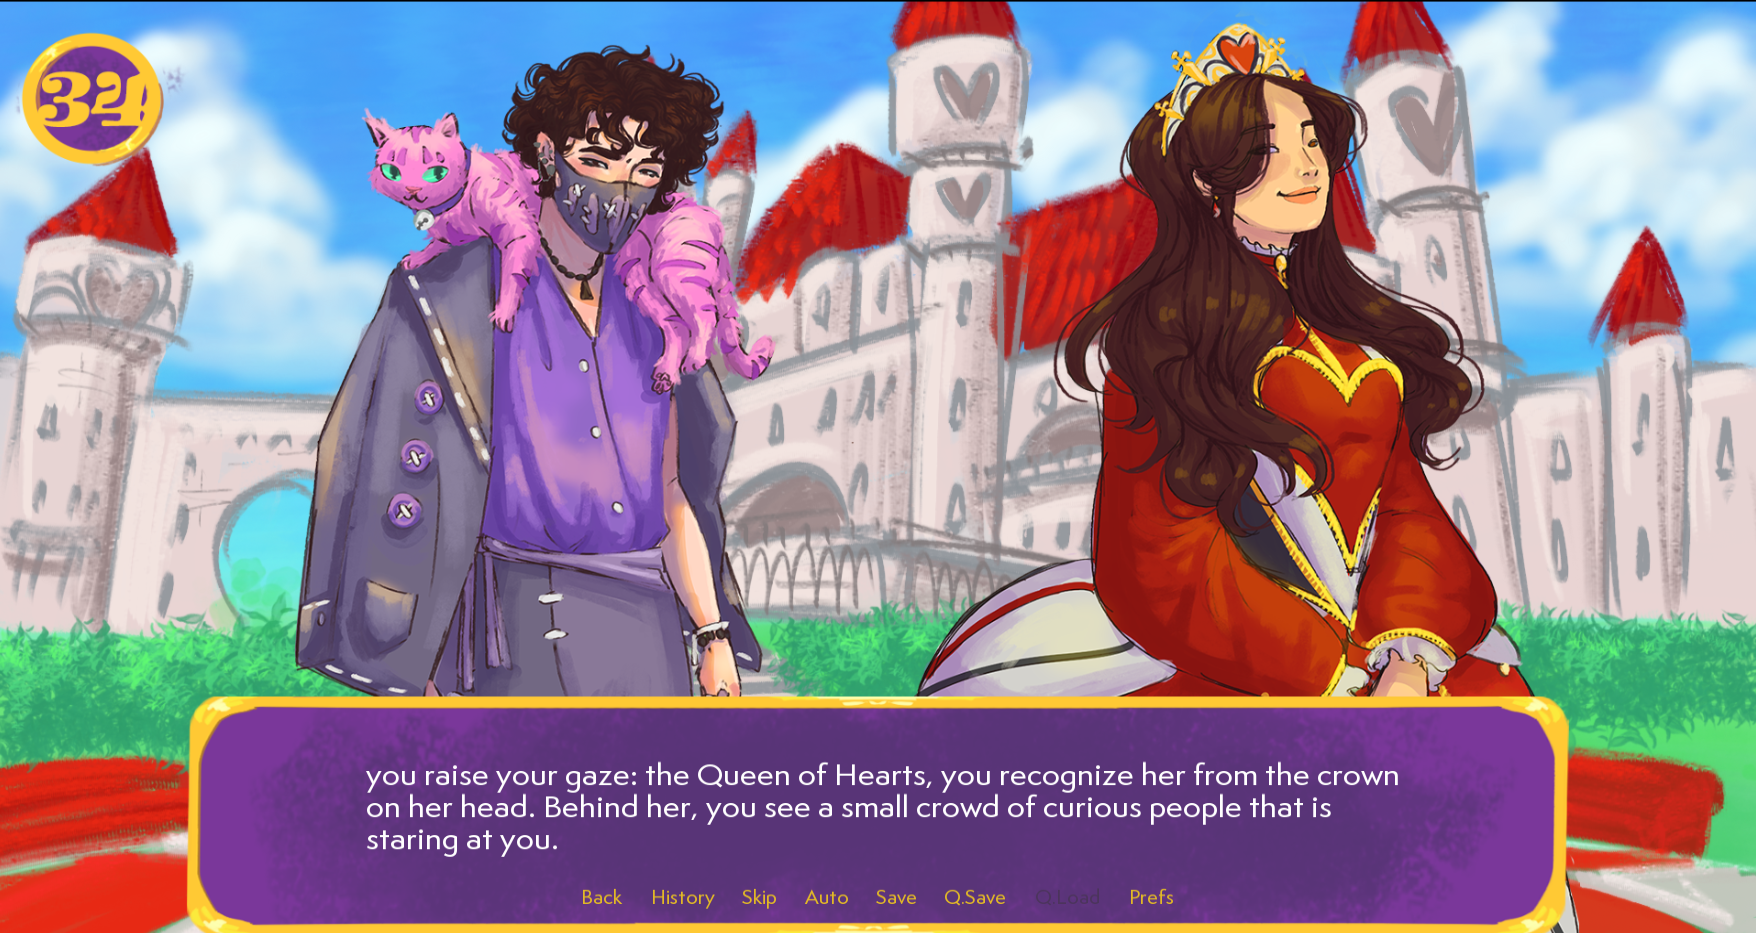 34
you raise your gaze: the Queen of Hearts, you recognize her from the crown
on her head. Behind her, you see a small crowd of curious people that is
staring at you.
Back History Skip Auto Save Q.Save Q.Load Prefs